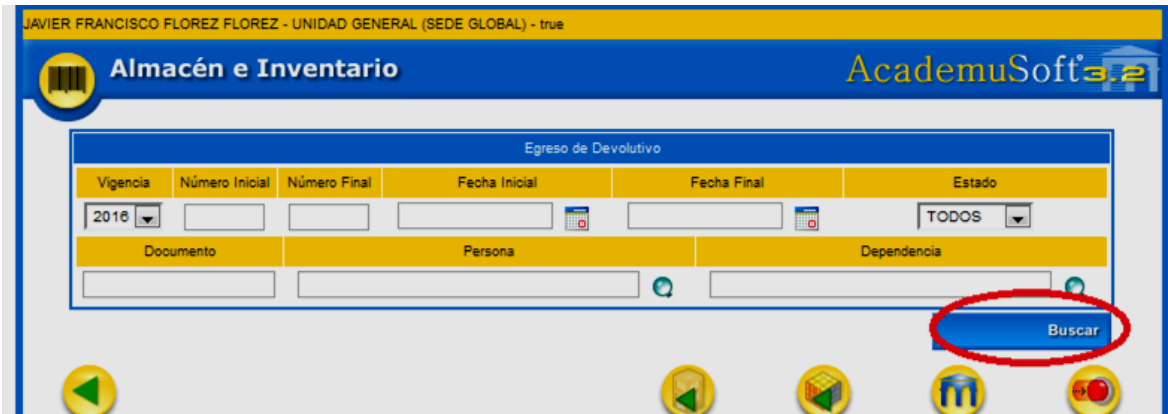 JAVIER FRANCISCO FLOREZ FLOREZ - UNIDAD GENERAL (SEDE GLOBAL) - true
Almacén e Inventario
AcademuSoft 3.2
Egreso de Devolutivo
Vigencia Número Inicial Número Final Fecha Inicial Fecha Final Estado
2016 TODOS
Documento Persona Dependencia
Buscar